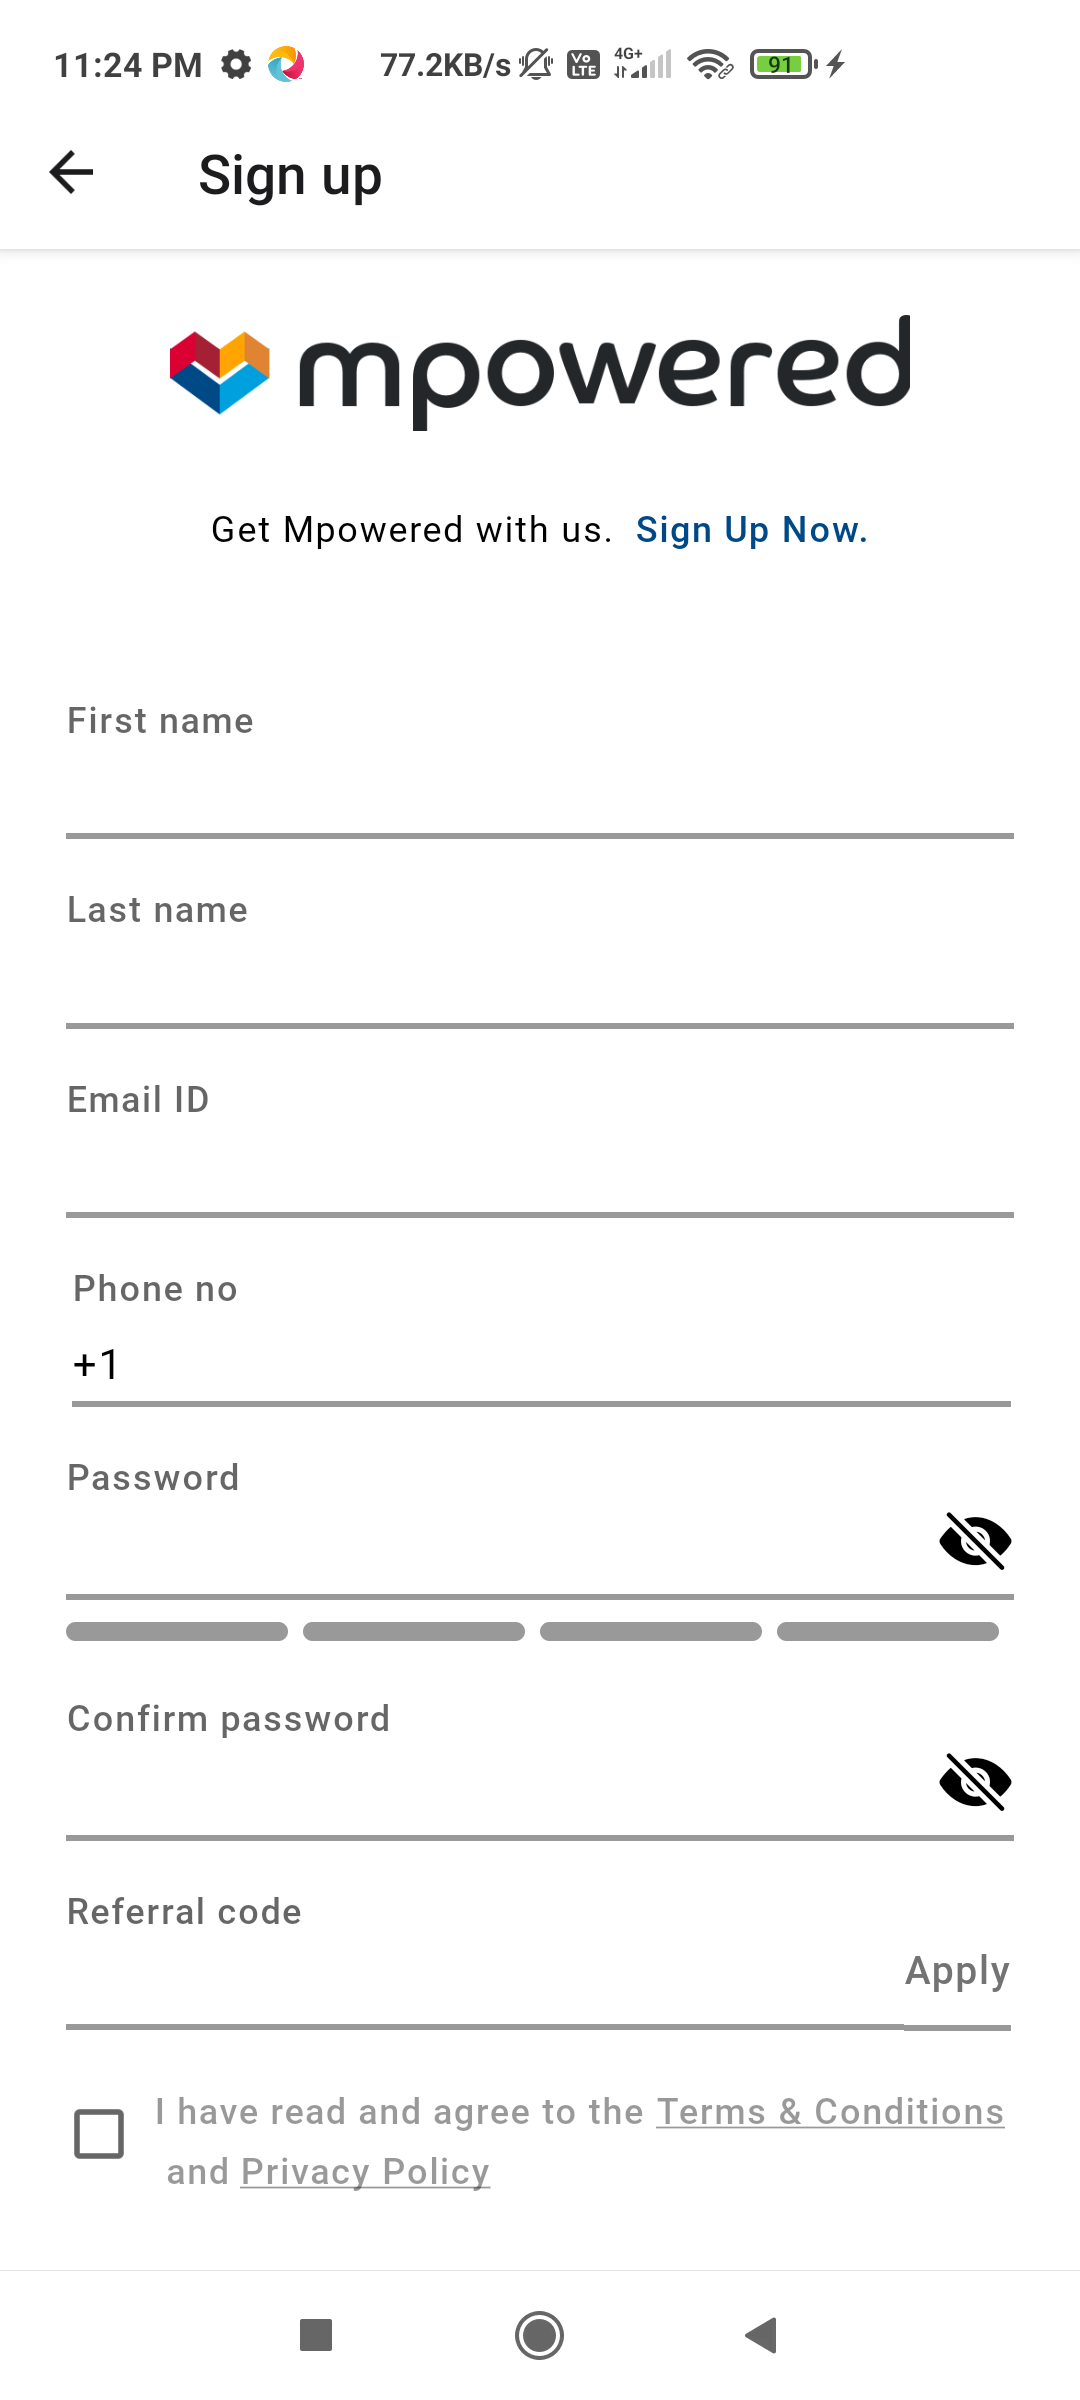 11:24 PM 77.2KB/s Vo LTE 4G+ 91
Sign up
mpowered
Get Mpowered with us. Sign Up Now.
First name
Last name
Email ID
Phone no
+1
Password
Confirm password
Referral code
Apply
I have read and agree to the Terms & Conditions
and Privacy Policy